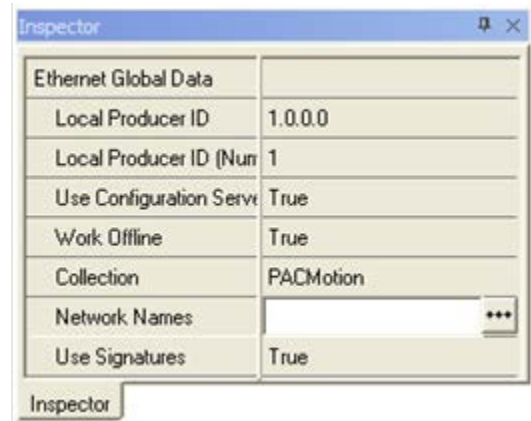 Inspector
Ethernet Global Data
Local Producer ID 1.0.0.0
Local Producer ID (Num 1
Use Configuration Serve True
Work Offline True
Collection PACMotion
Network Names
Use Signatures True
Inspector